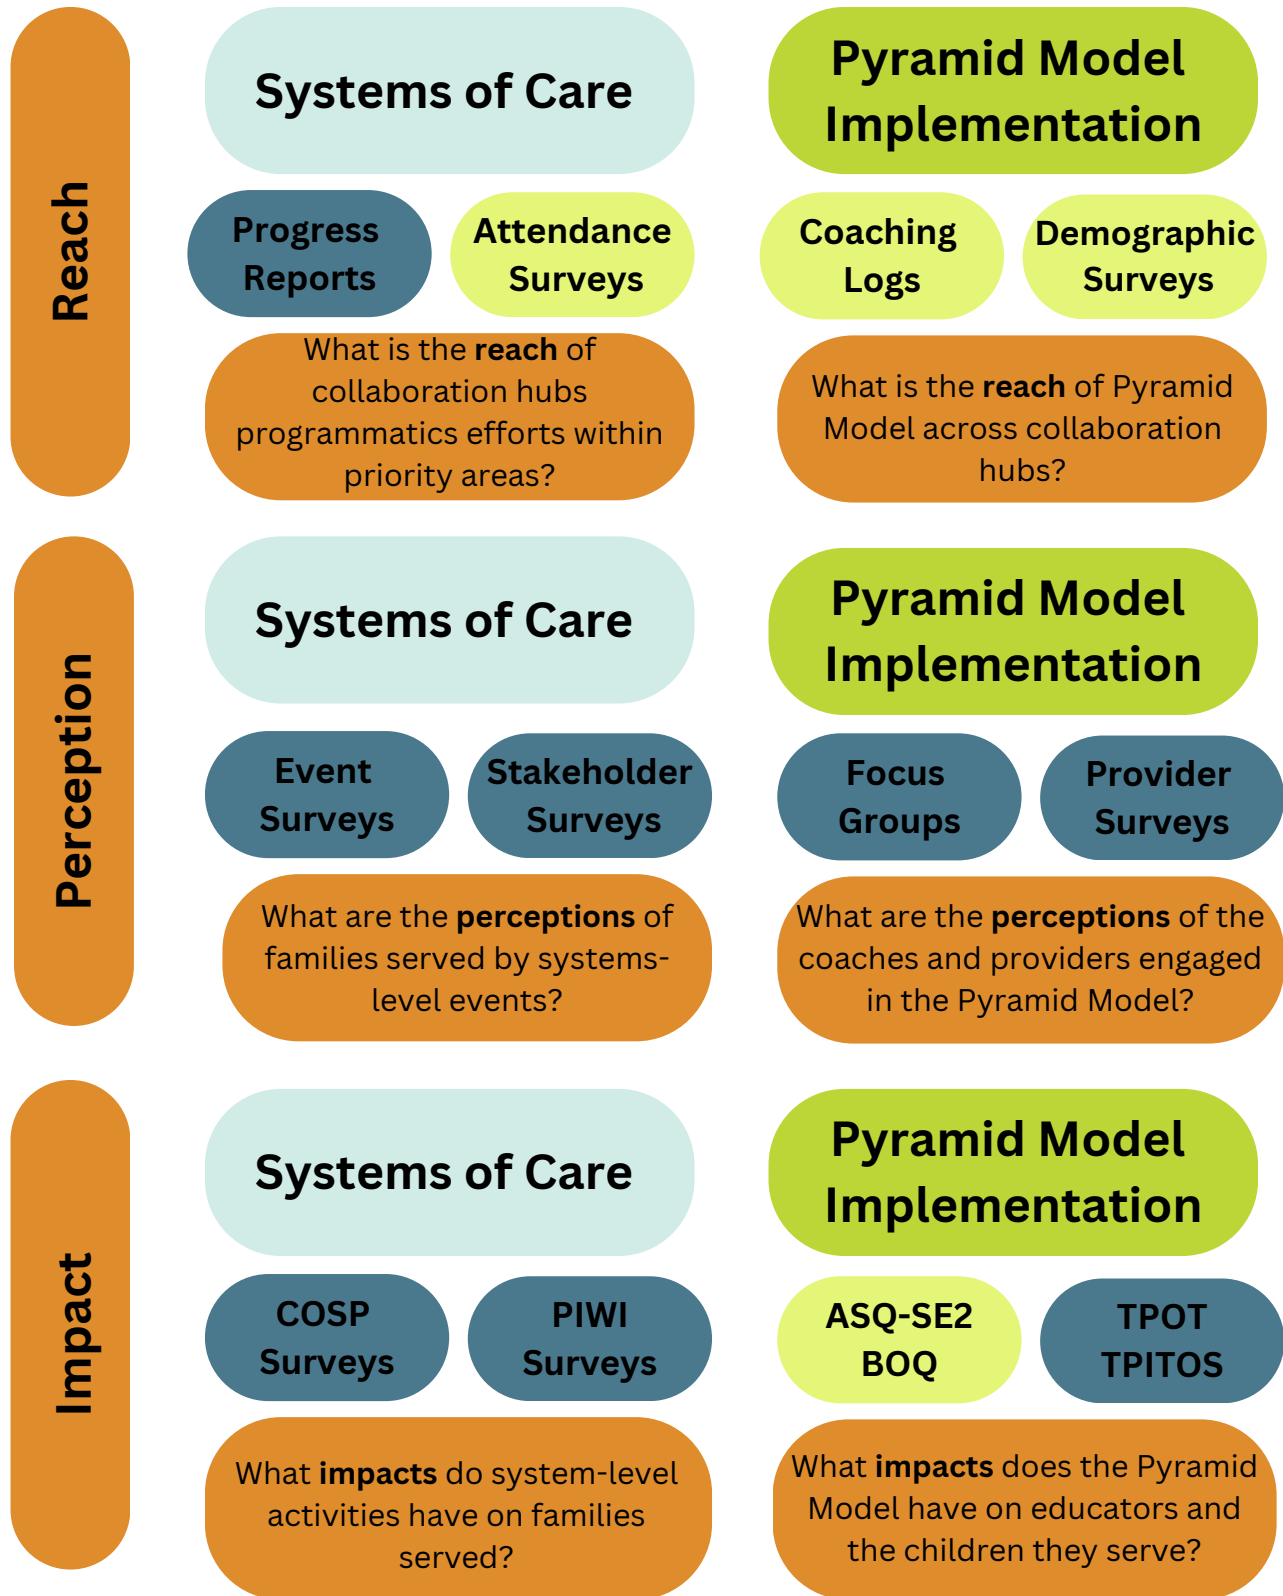 Reach
Systems of Care
Pyramid Model
Implementation
Progress
Reports
Attendance
Surveys
Coaching
Logs
Demographic
Surveys
What is the reach of
collaboration hubs
programmatics efforts within
priority areas?
What is the reach of Pyramid
Model across collaboration
hubs?
Perception
Systems of Care
Pyramid Model
Implementation
Event
Surveys
Stakeholder
Surveys
Focus
Groups
Provider
Surveys
What are the perceptions of
families served by systems-
level events?
What are the perceptions of the
coaches and providers engaged
in the Pyramid Model?
Impact
Systems of Care
Pyramid Model
Implementation
COSP
Surveys
PIWI
Surveys
ASQ-SE2
BOQ
TPOT
TPITOS
What impacts do system-level
activities have on families
served?
What impacts does the Pyramid
Model have on educators and
the children they serve?